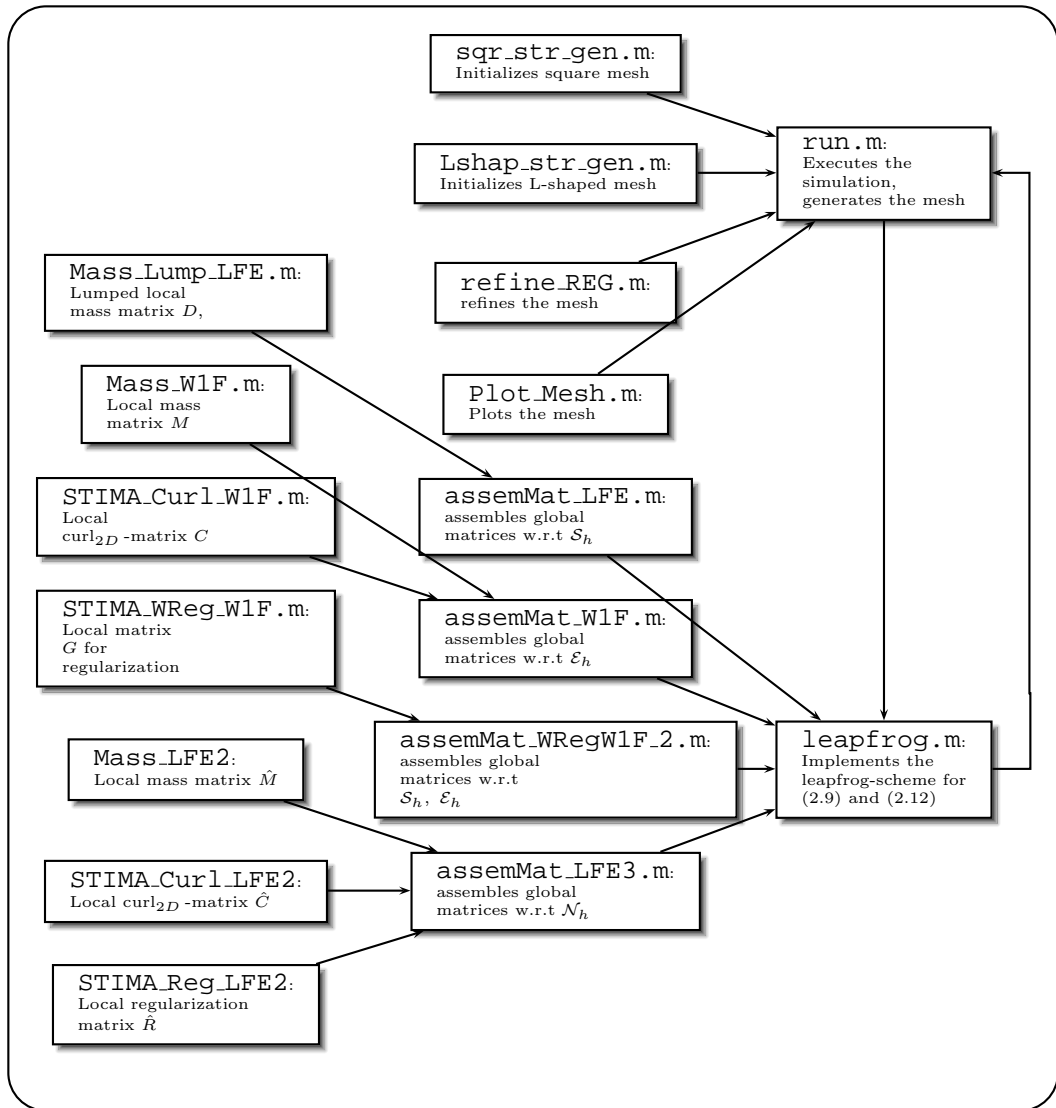 sqr_str_gen.m:
Initializes square mesh
run.m:
Executes the
simulation,
generates the mesh
Lshap_str_gen.m:
Initializes L-shaped mesh
Mass_Lump_LFE.m:
Lumped local
mass matrix D,
refine_REG.m:
refines the mesh
Mass_W1F.m:
Local mass
matrix M
Plot_Mesh.m:
Plots the mesh
STIMA_Curl_W1F.m:
Local
curl₂D -matrix C
assemMat_LFE.m:
assembles global
matrices w.r.t 𝒮ₕ
STIMA_WReg_W1F.m:
Local matrix
G for
regularization
assemMat_W1F.m:
assembles global
matrices w.r.t ℰₕ
Mass_LFE2:
Local mass matrix M̂
assemMat_WRegW1F_2.m:
assembles global
matrices w.r.t
𝒮ₕ, ℰₕ
leapfrog.m:
Implements the
leapfrog-scheme for
(2.9) and (2.12)
STIMA_Curl_LFE2:
Local curl₂D -matrix Ĉ
assemMat_LFE3.m:
assembles global
matrices w.r.t 𝒩ₕ
STIMA_Reg_LFE2:
Local regularization
matrix R̂